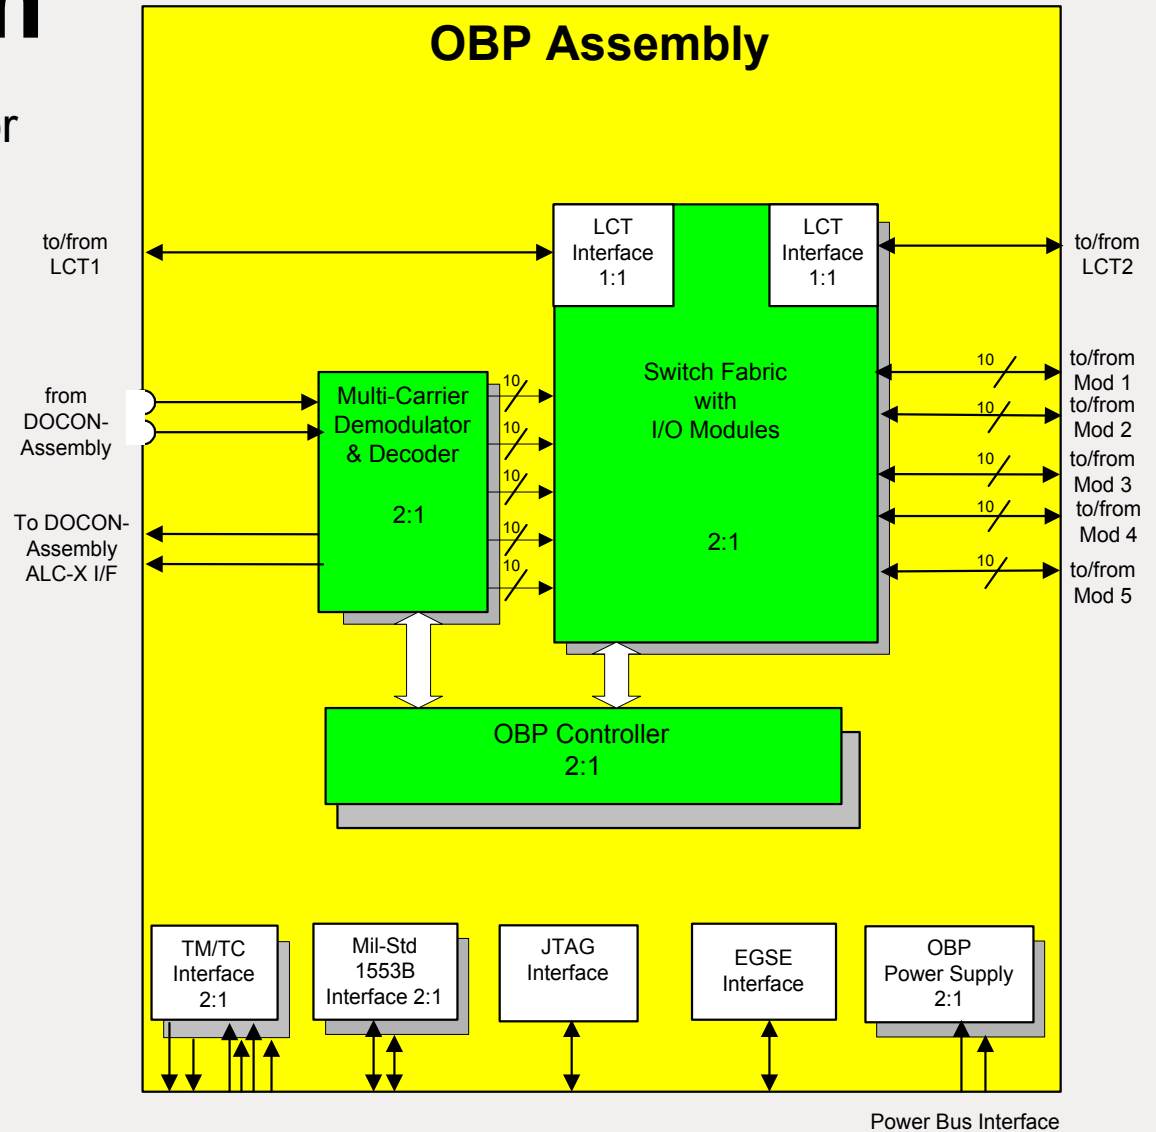 OBP Assembly
to/from
LCT1
LCT
Interface
1:1
LCT
Interface
1:1
to/from
LCT2
from
DOCON-
Assembly
To DOCON-
Assembly
ALC-X I/F
Multi-Carrier
Demodulator
& Decoder
2:1
10
10
10
10
10
Switch Fabric
with
I/O Modules
2:1
10
10
10
10
10
to/from
Mod 1
to/from
Mod 2
to/from
Mod 3
to/from
Mod 4
to/from
Mod 5
OBP Controller
2:1
TM/TC
Interface
2:1
Mil-Std
1553B
Interface 2:1
JTAG
Interface
EGSE
Interface
OBP
Power Supply
2:1
Power Bus Interface